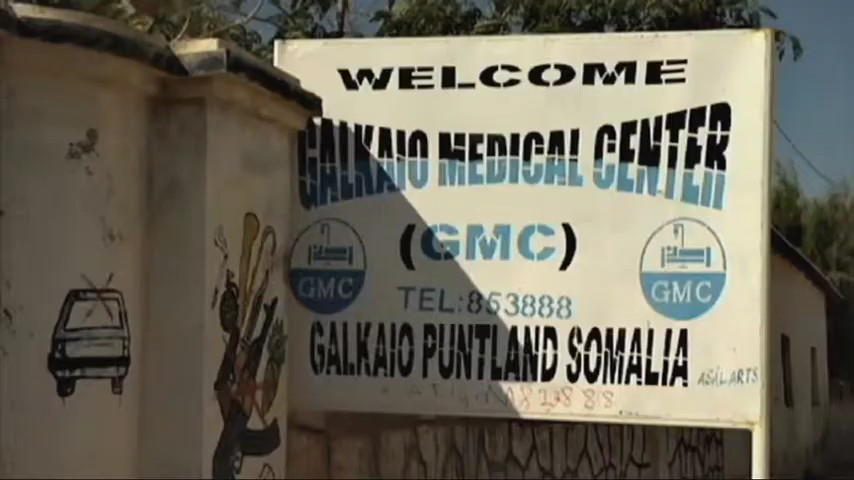 WELCOME
GALKAIO MEDICAL CENTER
(GMC)
GMC
GMC
TEL:853888
GALKAIO PUNTLAND SOMALIA
ASAL ARTS